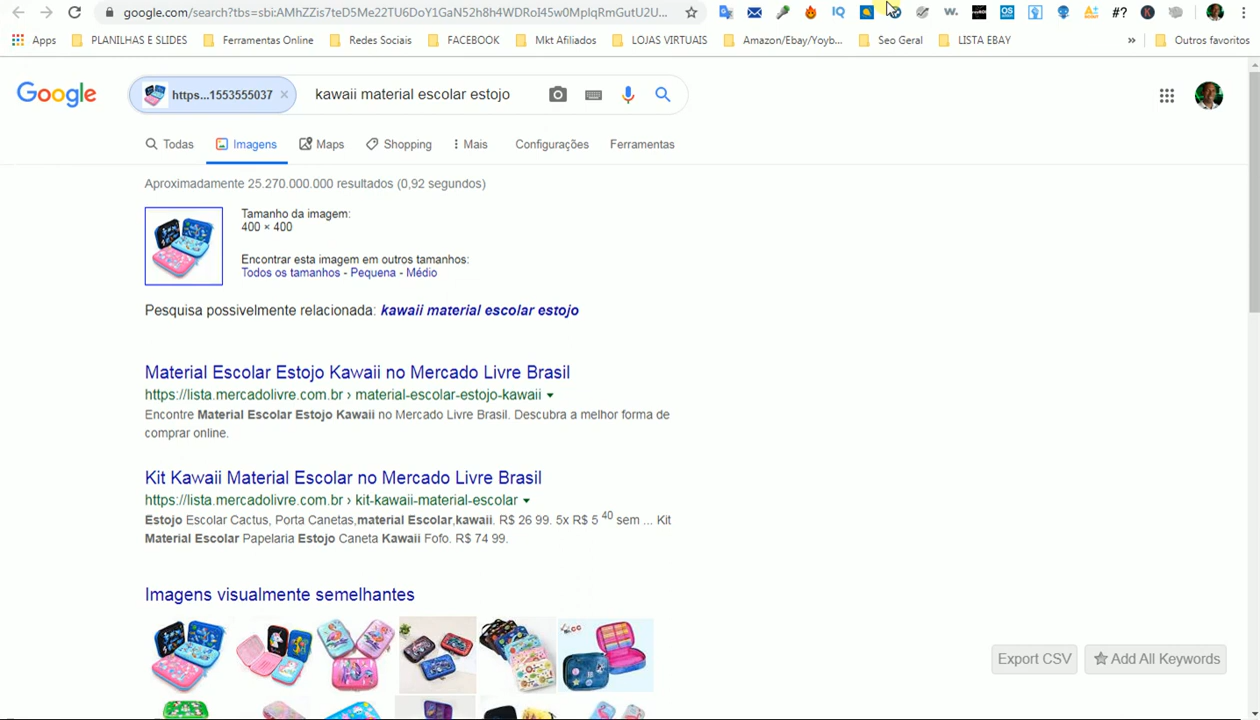 google.com/search?tbs=sbi:AMhZZis7teD5Me22TU6DoY1GaN52h8h4WDRoI45w0MpIqRmGutU2U...
IQ
W.
OS
#?
K
Apps PLANILHAS E SLIDES Ferramentas Online Redes Sociais FACEBOOK Mkt Afiliados LOJAS VIRTUAIS Amazon/Ebay/Yoyb... Seo Geral LISTA EBAY » Outros favoritos
Google https...1553555037 × kawaii material escolar estojo
Todas Imagens Maps Shopping Mais Configurações Ferramentas
Aproximadamente 25.270.000.000 resultados (0,92 segundos)
Tamanho da imagem:
400 × 400
Encontrar esta imagem em outros tamanhos:
Todos os tamanhos - Pequena - Médio
Pesquisa possivelmente relacionada: kawaii material escolar estojo
Material Escolar Estojo Kawaii no Mercado Livre Brasil
https://lista.mercadolivre.com.br › material-escolar-estojo-kawaii
Encontre Material Escolar Estojo Kawaii no Mercado Livre Brasil. Descubra a melhor forma de
comprar online.
Kit Kawaii Material Escolar no Mercado Livre Brasil
https://lista.mercadolivre.com.br › kit-kawaii-material-escolar
Estojo Escolar Cactus, Porta Canetas,material Escolar,kawaii. R$ 26 99. 5x R$ 5 40 sem ... Kit
Material Escolar Papelaria Estojo Caneta Kawaii Fofo. R$ 74 99.
Imagens visualmente semelhantes
Export CSV Add All Keywords